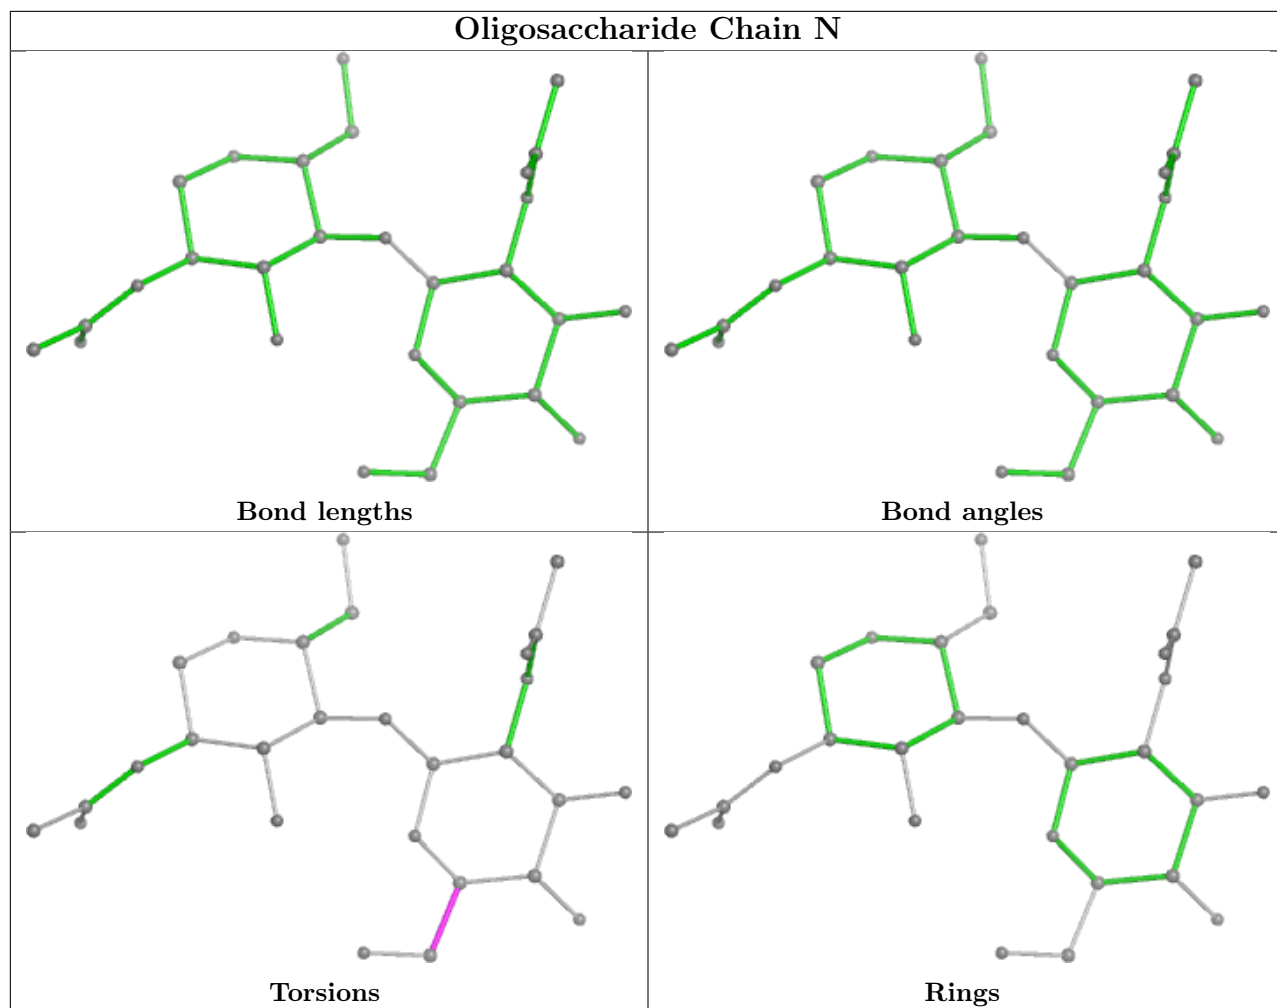 Oligosaccharide Chain N
Bond lengths
Bond angles
Torsions
Rings